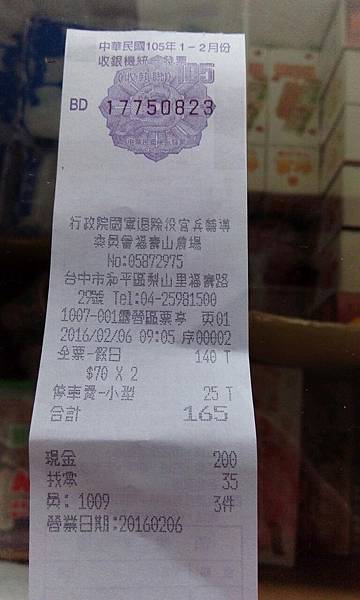 中華民國105年1-2月份
收銀機統一發票
105
BD 17750823
行政院國軍退除役官兵輔導
委員會福壽山農場
No:05872975
台中市和平區梨山里福壽路
29號 Tel:04-25981500
1007-001露營區票亭 頁01
2016/02/06 09:05 序00002
全票-假日 140 T
$70 X 2
停車費-小型 25 T
合計 165
現金 200
找零 35
員: 1009 3件
營業日期:20160206